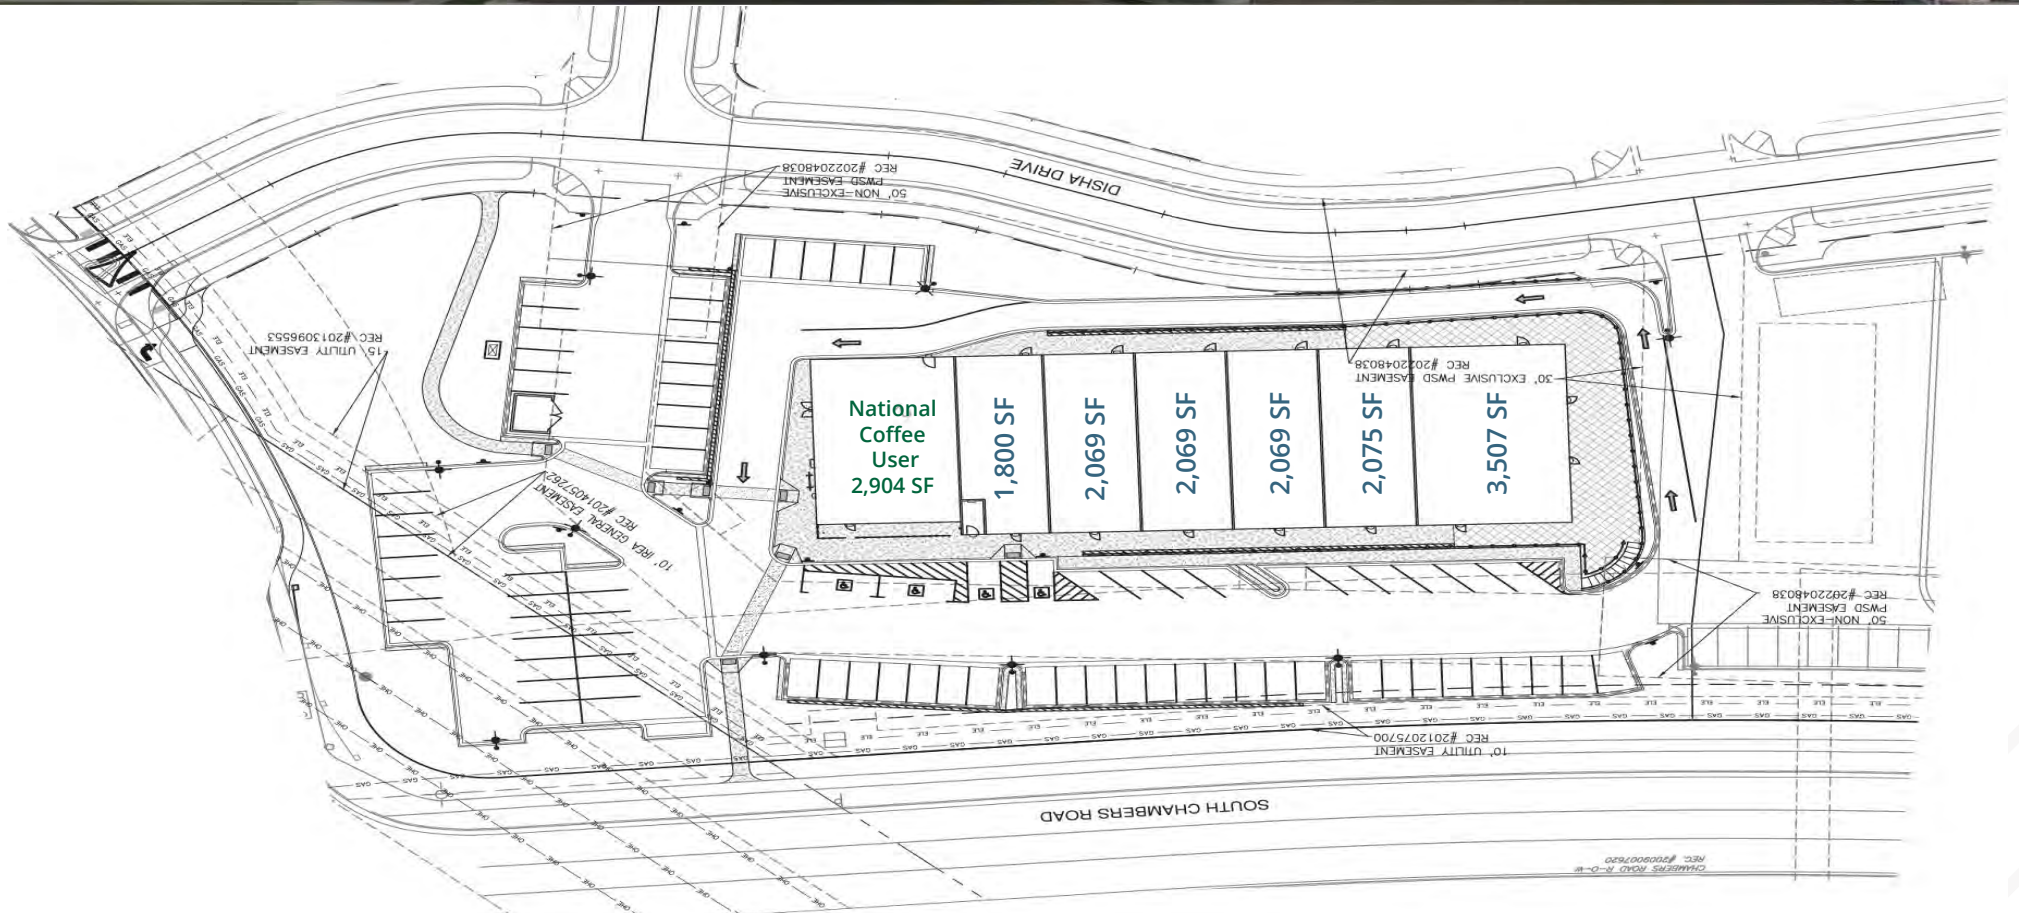 DISHA DRIVE
50' NON-EXCLUSIVE
PWSD EASEMENT
REC #2022048038
15' UTILITY EASEMENT
REC #2013096553
30' EXCLUSIVE PWSD EASEMENT
REC #2022048038
National
Coffee
User
2,904 SF
1,800 SF
2,069 SF
2,069 SF
2,069 SF
2,075 SF
3,507 SF
10' IREA GENERAL EASEMENT
REC #2014057262
50' NON-EXCLUSIVE
PWSD EASEMENT
REC #2022048038
10' UTILITY EASEMENT
REC #2012075700
SOUTH CHAMBERS ROAD
CHAMBERS ROAD R-O-W
REC. #2009007620
GAS
ELE
OHE